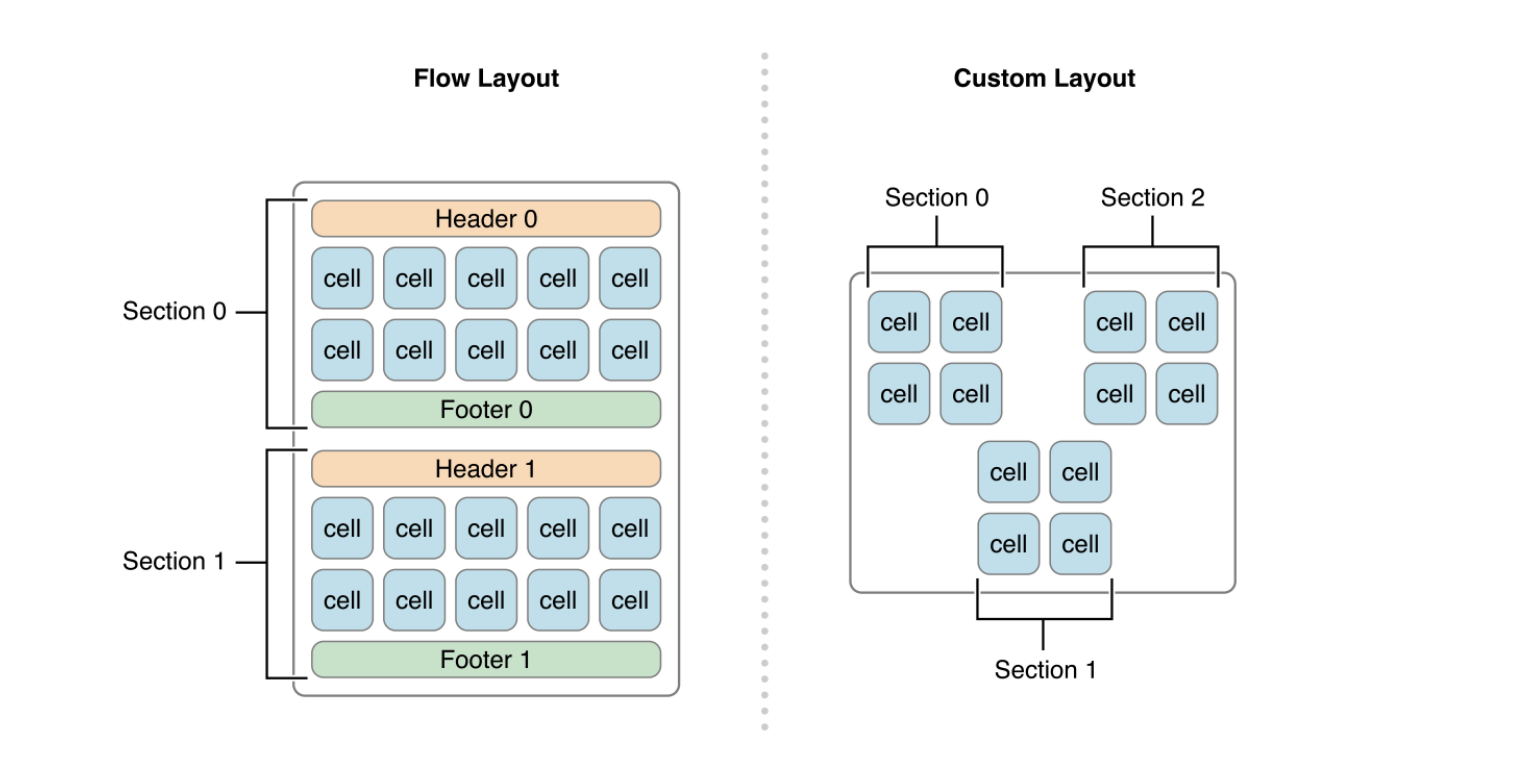 Flow Layout
Section 0
Header 0
cell cell cell cell cell
cell cell cell cell cell
Footer 0
Section 1
Header 1
cell cell cell cell cell
cell cell cell cell cell
Footer 1
Custom Layout
Section 0 Section 2
cell cell cell cell
cell cell cell cell
cell cell
cell cell
Section 1